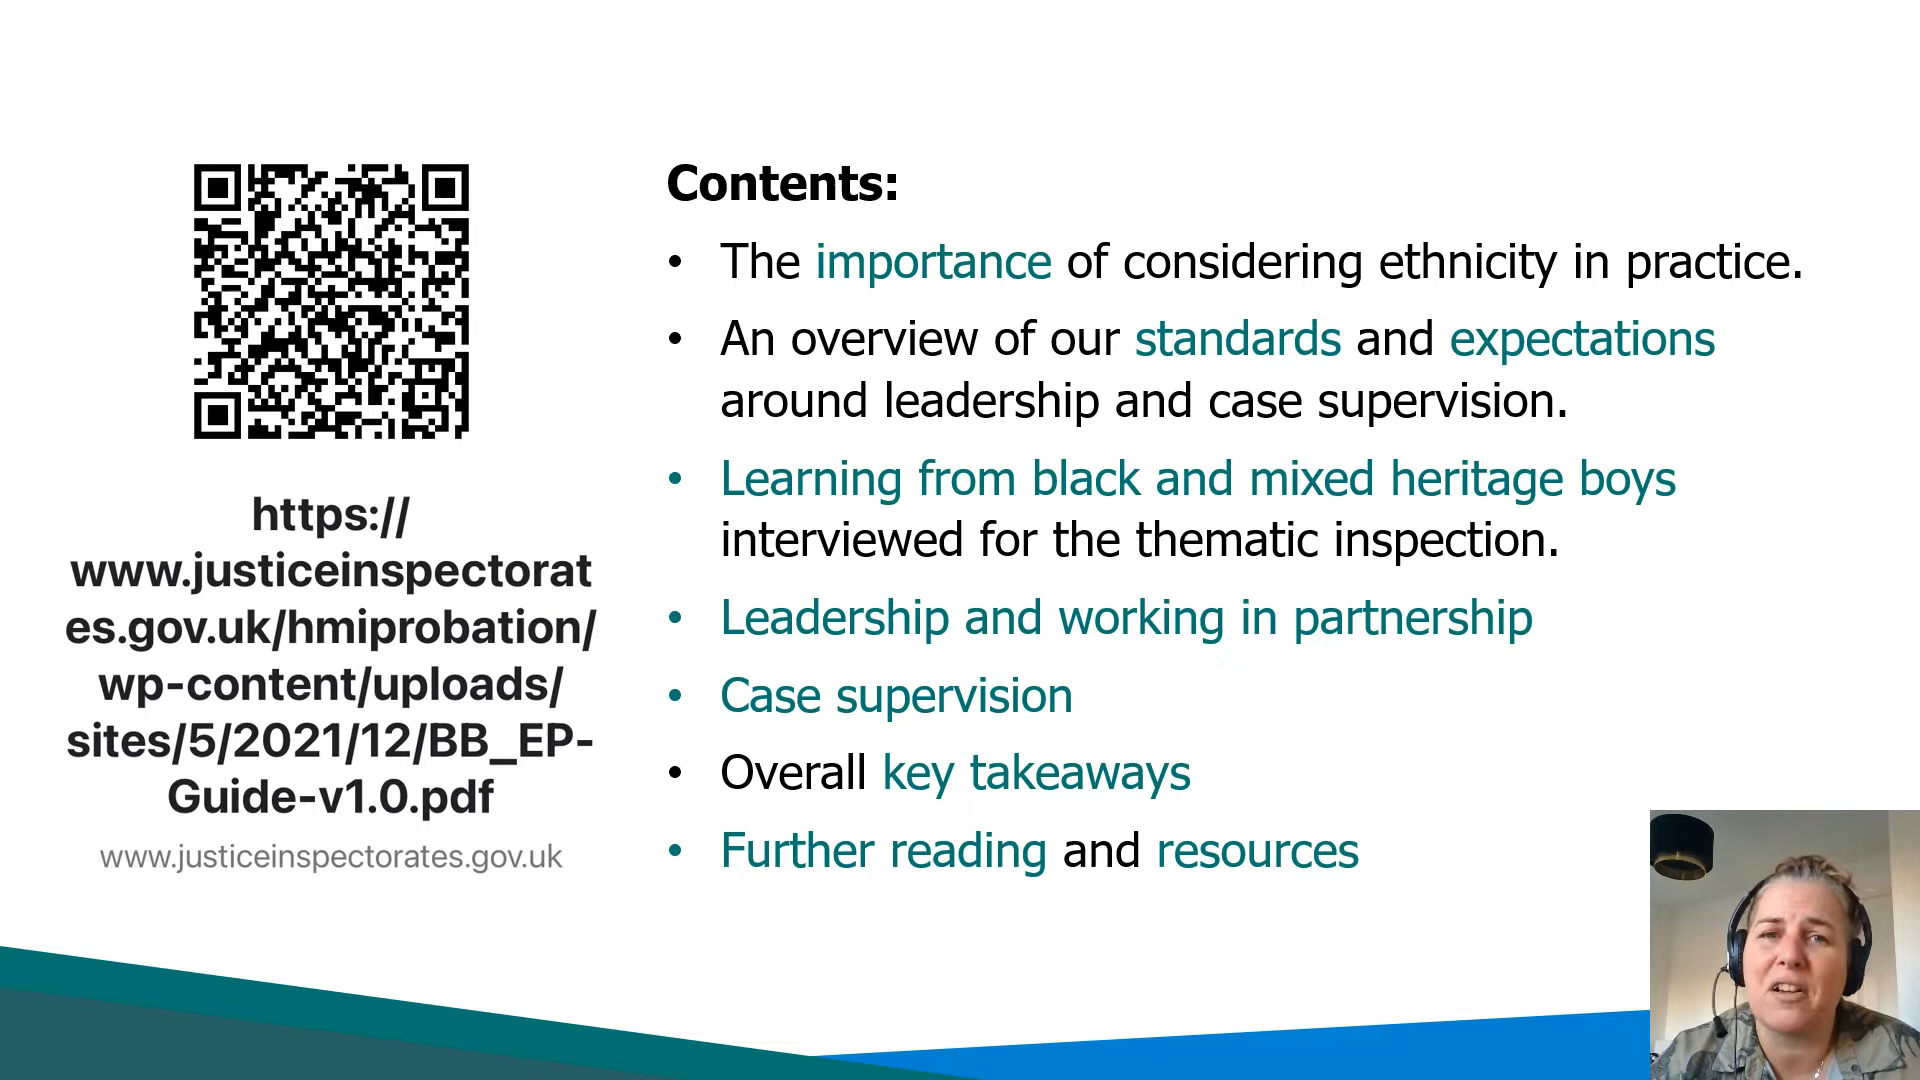 https://
www.justiceinspectorat
es.gov.uk/hmiprobation/
wp-content/uploads/
sites/5/2021/12/BB_EP-
Guide-v1.0.pdf
www.justiceinspectorates.gov.uk
Contents:
• The importance of considering ethnicity in practice.
• An overview of our standards and expectations
around leadership and case supervision.
• Learning from black and mixed heritage boys
interviewed for the thematic inspection.
• Leadership and working in partnership
• Case supervision
• Overall key takeaways
• Further reading and resources